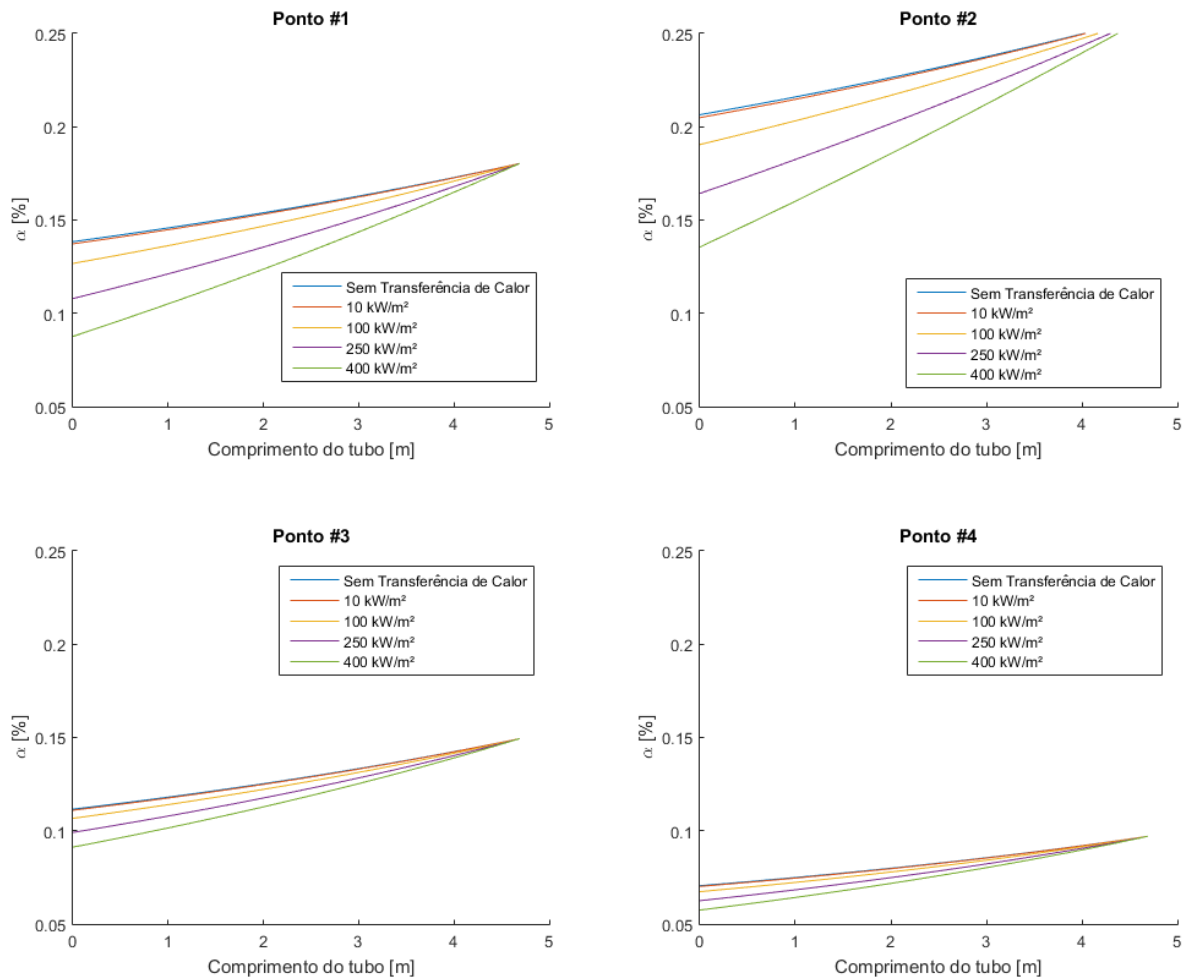 Ponto #1
0.25
0.2
0.15
0.1
0.05
α [%]
Sem Transferência de Calor
10 kW/m²
100 kW/m²
250 kW/m²
400 kW/m²
0 1 2 3 4 5
Comprimento do tubo [m]
Ponto #2
0.25
0.2
0.15
0.1
0.05
α [%]
Sem Transferência de Calor
10 kW/m²
100 kW/m²
250 kW/m²
400 kW/m²
0 1 2 3 4 5
Comprimento do tubo [m]
Ponto #3
0.25
0.2
0.15
0.1
0.05
α [%]
Sem Transferência de Calor
10 kW/m²
100 kW/m²
250 kW/m²
400 kW/m²
0 1 2 3 4 5
Comprimento do tubo [m]
Ponto #4
0.25
0.2
0.15
0.1
0.05
α [%]
Sem Transferência de Calor
10 kW/m²
100 kW/m²
250 kW/m²
400 kW/m²
0 1 2 3 4 5
Comprimento do tubo [m]